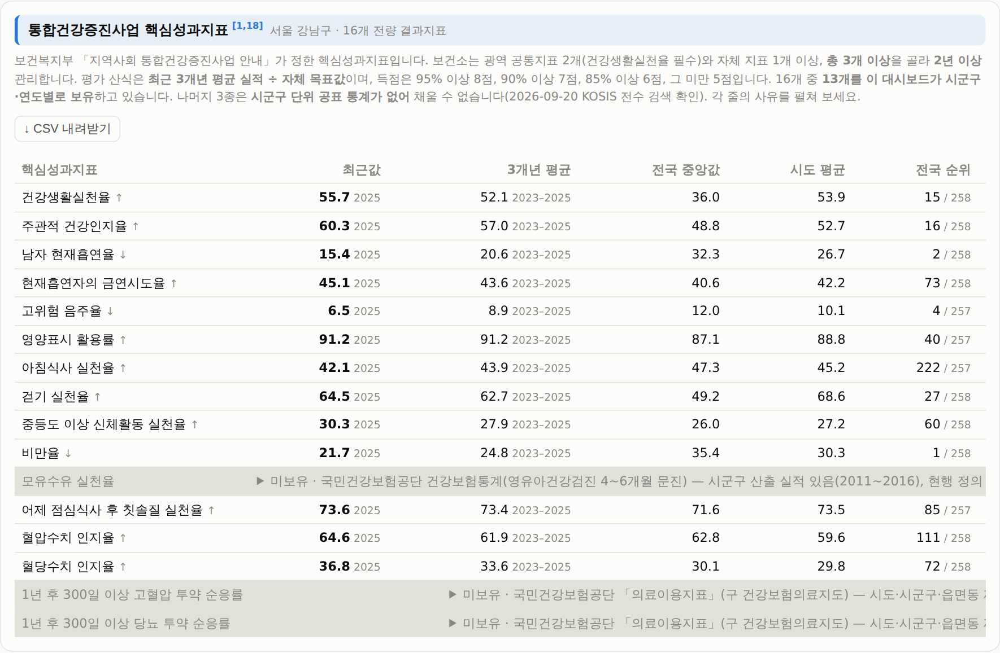 통합건강증진사업 핵심성과지표 [1,18] 서울 강남구 · 16개 전량 결과지표
보건복지부 「지역사회 통합건강증진사업 안내」가 정한 핵심성과지표입니다. 보건소는 광역 공통지표 2개(건강생활실천율 필수)와 자체 지표 1개 이상, 총 3개 이상을 골라 2년 이상
관리합니다. 평가 산식은 최근 3개년 평균 실적 ÷ 자체 목표값이며, 득점은 95% 이상 8점, 90% 이상 7점, 85% 이상 6점, 그 미만 5점입니다. 16개 중 13개를 이 대시보드가 시군구
·연도별로 보유하고 있습니다. 나머지 3종은 시군구 단위 공표 통계가 없어 채울 수 없습니다(2026-09-20 KOSIS 전수 검색 확인). 각 줄의 사유를 펼쳐 보세요.
↓ CSV 내려받기
핵심성과지표 최근값 3개년 평균 전국 중앙값 시도 평균 전국 순위
건강생활실천율 ↑ 55.7 2025 52.1 2023–2025 36.0 53.9 15 / 258
주관적 건강인지율 ↑ 60.3 2025 57.0 2023–2025 48.8 52.7 16 / 258
남자 현재흡연율 ↓ 15.4 2025 20.6 2023–2025 32.3 26.7 2 / 258
현재흡연자의 금연시도율 ↑ 45.1 2025 43.6 2023–2025 40.6 42.2 73 / 258
고위험 음주율 ↓ 6.5 2025 8.9 2023–2025 12.0 10.1 4 / 257
영양표시 활용률 ↑ 91.2 2025 91.2 2023–2025 87.1 88.8 40 / 257
아침식사 실천율 ↑ 42.1 2025 43.9 2023–2025 47.3 45.2 222 / 257
걷기 실천율 ↑ 64.5 2025 62.7 2023–2025 49.2 68.6 27 / 258
중등도 이상 신체활동 실천율 ↑ 30.3 2025 27.9 2023–2025 26.0 27.2 60 / 258
비만율 ↓ 21.7 2025 24.8 2023–2025 35.4 30.3 1 / 258
모유수유 실천율 ▶ 미보유 · 국민건강보험공단 건강보험통계(영유아건강검진 4~6개월 문진) — 시군구 산출 실적 있음(2011~2016), 현행 정의
어제 점심식사 후 칫솔질 실천율 ↑ 73.6 2025 73.4 2023–2025 71.6 73.5 85 / 257
혈압수치 인지율 ↑ 64.6 2025 61.9 2023–2025 62.8 59.6 111 / 258
혈당수치 인지율 ↑ 36.8 2025 33.6 2023–2025 30.1 29.8 72 / 258
1년 후 300일 이상 고혈압 투약 순응률 ▶ 미보유 · 국민건강보험공단 「의료이용지표」(구 건강보험의료지도) — 시도·시군구·읍면동
1년 후 300일 이상 당뇨 투약 순응률 ▶ 미보유 · 국민건강보험공단 「의료이용지표」(구 건강보험의료지도) — 시도·시군구·읍면동